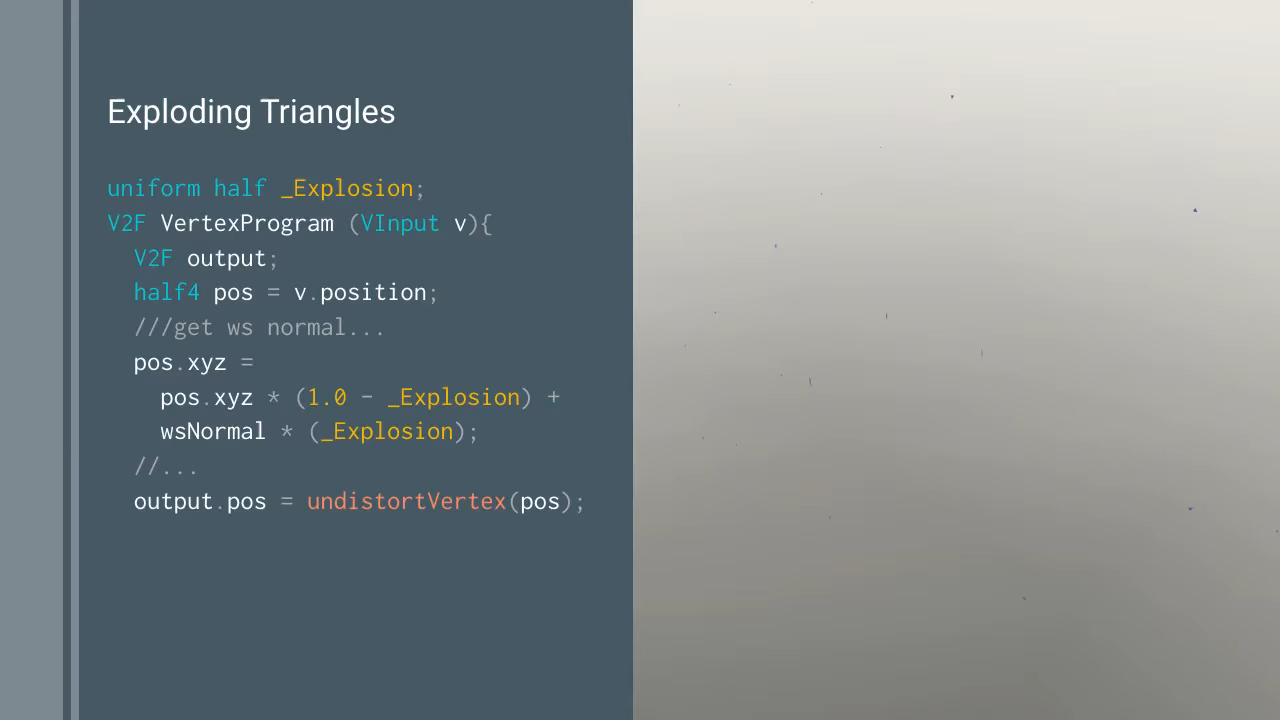 Exploding Triangles
uniform half _Explosion;
V2F VertexProgram (VInput v){
V2F output;
half4 pos = v.position;
///get ws normal...
pos.xyz =
pos.xyz * (1.0 - _Explosion) +
wsNormal * (_Explosion);
//...
output.pos = undistortVertex(pos);